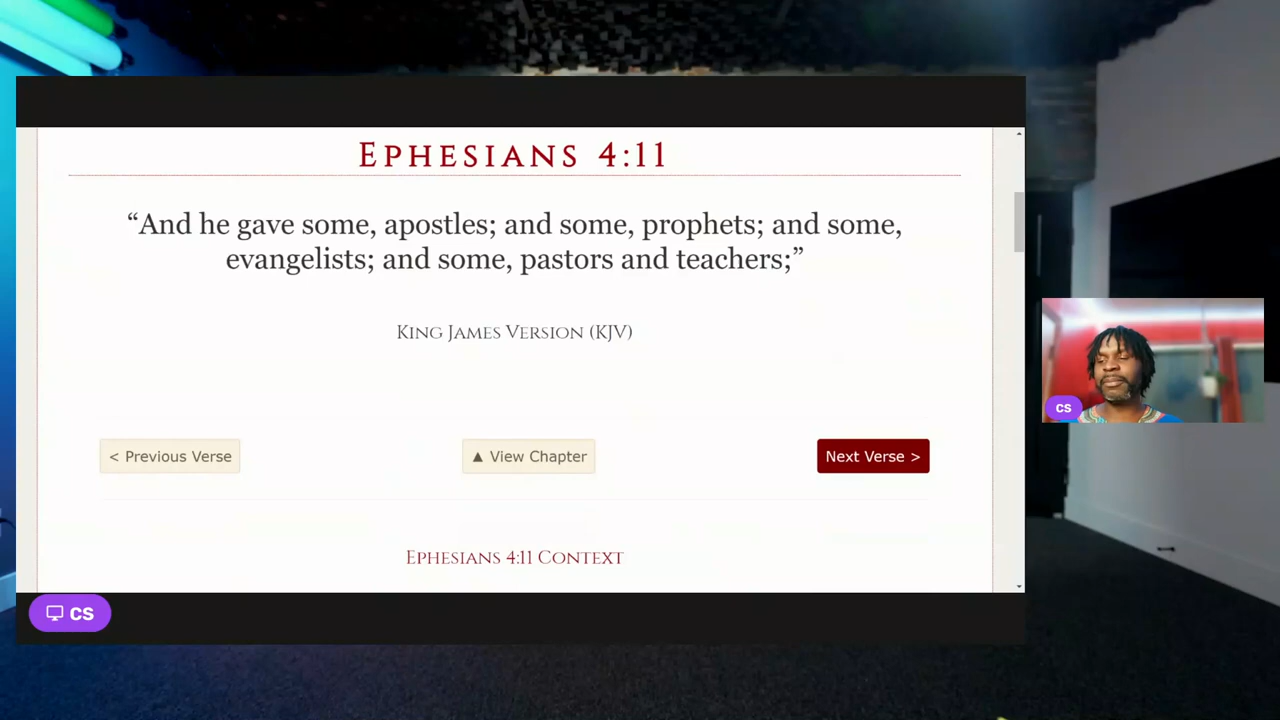 EPHESIANS 4:11
“And he gave some, apostles; and some, prophets; and some,
evangelists; and some, pastors and teachers;”
KING JAMES VERSION (KJV)
< Previous Verse
▲ View Chapter
Next Verse >
EPHESIANS 4:11 CONTEXT
CS
CS